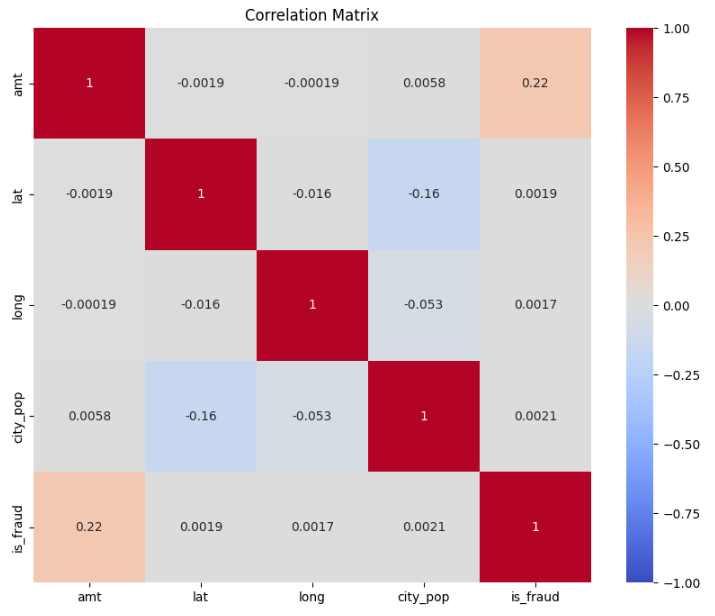 Correlation Matrix
amt 1 -0.0019 -0.00019 0.0058 0.22
lat -0.0019 1 -0.016 -0.16 0.0019
long -0.00019 -0.016 1 -0.053 0.0017
city_pop 0.0058 -0.16 -0.053 1 0.0021
is_fraud 0.22 0.0019 0.0017 0.0021 1
amt lat long city_pop is_fraud
1.00
0.75
0.50
0.25
0.00
−0.25
−0.50
−0.75
−1.00